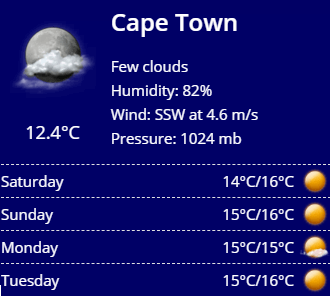 Cape Town
Few clouds
Humidity: 82%
Wind: SSW at 4.6 m/s
Pressure: 1024 mb
12.4°C
Saturday 14°C/16°C
Sunday 15°C/16°C
Monday 15°C/15°C
Tuesday 15°C/16°C